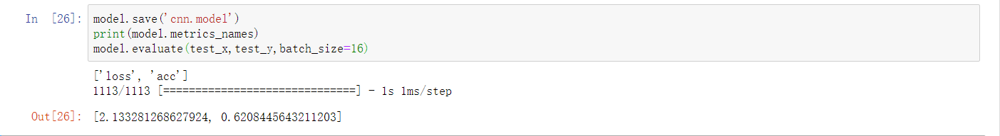 In [26]: model.save('cnn.model')
print(model.metrics_names)
model.evaluate(test_x,test_y,batch_size=16)
['loss', 'acc']
1113/1113 [==============================] - 1s 1ms/step
Out[26]: [2.133281268627924, 0.6208445643211203]